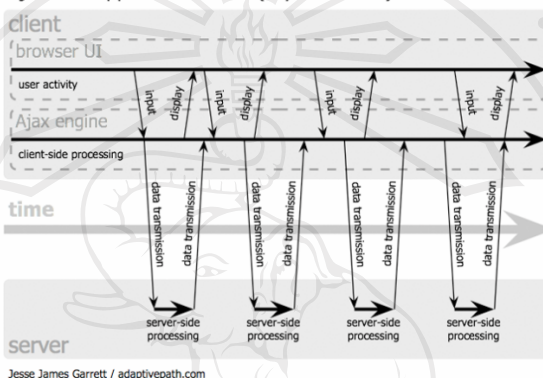 client
browser UI
user activity
input
display
input
display
input
display
input
display
Ajax engine
client-side processing
data transmission
data transmission
data transmission
data transmission
data transmission
data transmission
data transmission
data transmission
time
server-side
processing
server-side
processing
server-side
processing
server-side
processing
server
Jesse James Garrett / adaptivepath.com